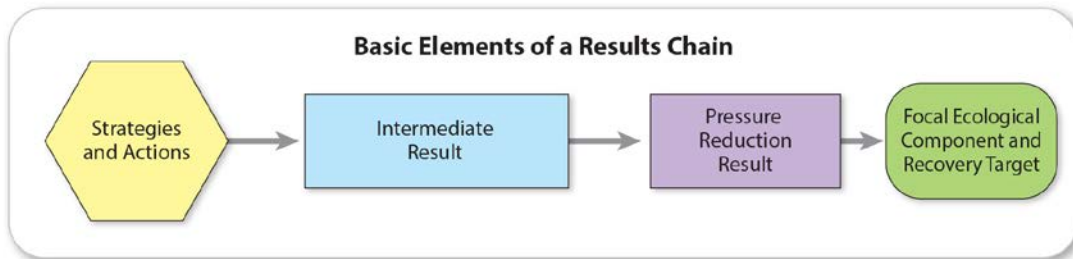 Basic Elements of a Results Chain
Strategies
and Actions
Intermediate
Result
Pressure
Reduction
Result
Focal Ecological
Component and
Recovery Target